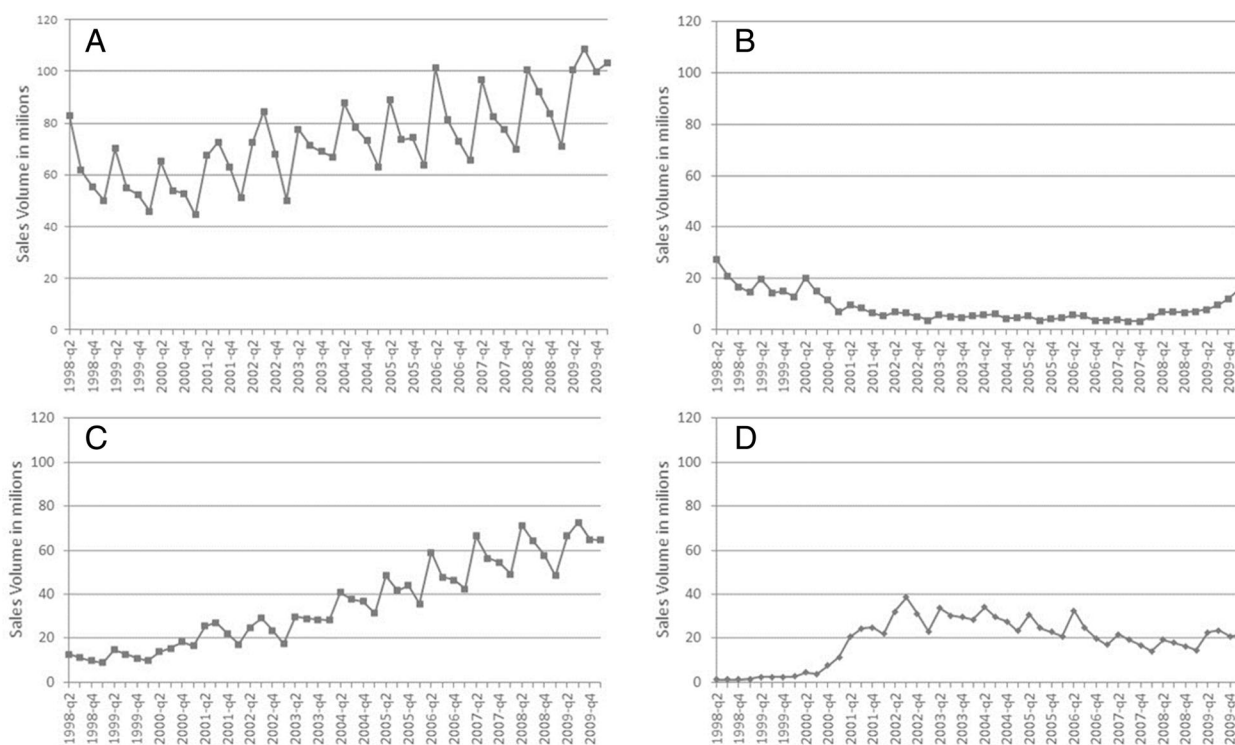 A
Sales Volume in milions
120
100
80
60
40
20
0
1998-q2
1998-q4
1999-q2
1999-q4
2000-q2
2000-q4
2001-q2
2001-q4
2002-q2
2002-q4
2003-q2
2003-q4
2004-q2
2004-q4
2005-q2
2005-q4
2006-q2
2006-q4
2007-q2
2007-q4
2008-q2
2008-q4
2009-q2
2009-q4
B
Sales Volume in milions
120
100
80
60
40
20
0
1998-q2
1998-q4
1999-q2
1999-q4
2000-q2
2000-q4
2001-q2
2001-q4
2002-q2
2002-q4
2003-q2
2003-q4
2004-q2
2004-q4
2005-q2
2005-q4
2006-q2
2006-q4
2007-q2
2007-q4
2008-q2
2008-q4
2009-q2
2009-q4
C
Sales Volume in milions
120
100
80
60
40
20
0
1998-q2
1998-q4
1999-q2
1999-q4
2000-q2
2000-q4
2001-q2
2001-q4
2002-q2
2002-q4
2003-q2
2003-q4
2004-q2
2004-q4
2005-q2
2005-q4
2006-q2
2006-q4
2007-q2
2007-q4
2008-q2
2008-q4
2009-q2
2009-q4
D
Sales Volume in milions
120
100
80
60
40
20
0
1998-q2
1998-q4
1999-q2
1999-q4
2000-q2
2000-q4
2001-q2
2001-q4
2002-q2
2002-q4
2003-q2
2003-q4
2004-q2
2004-q4
2005-q2
2005-q4
2006-q2
2006-q4
2007-q2
2007-q4
2008-q2
2008-q4
2009-q2
2009-q4